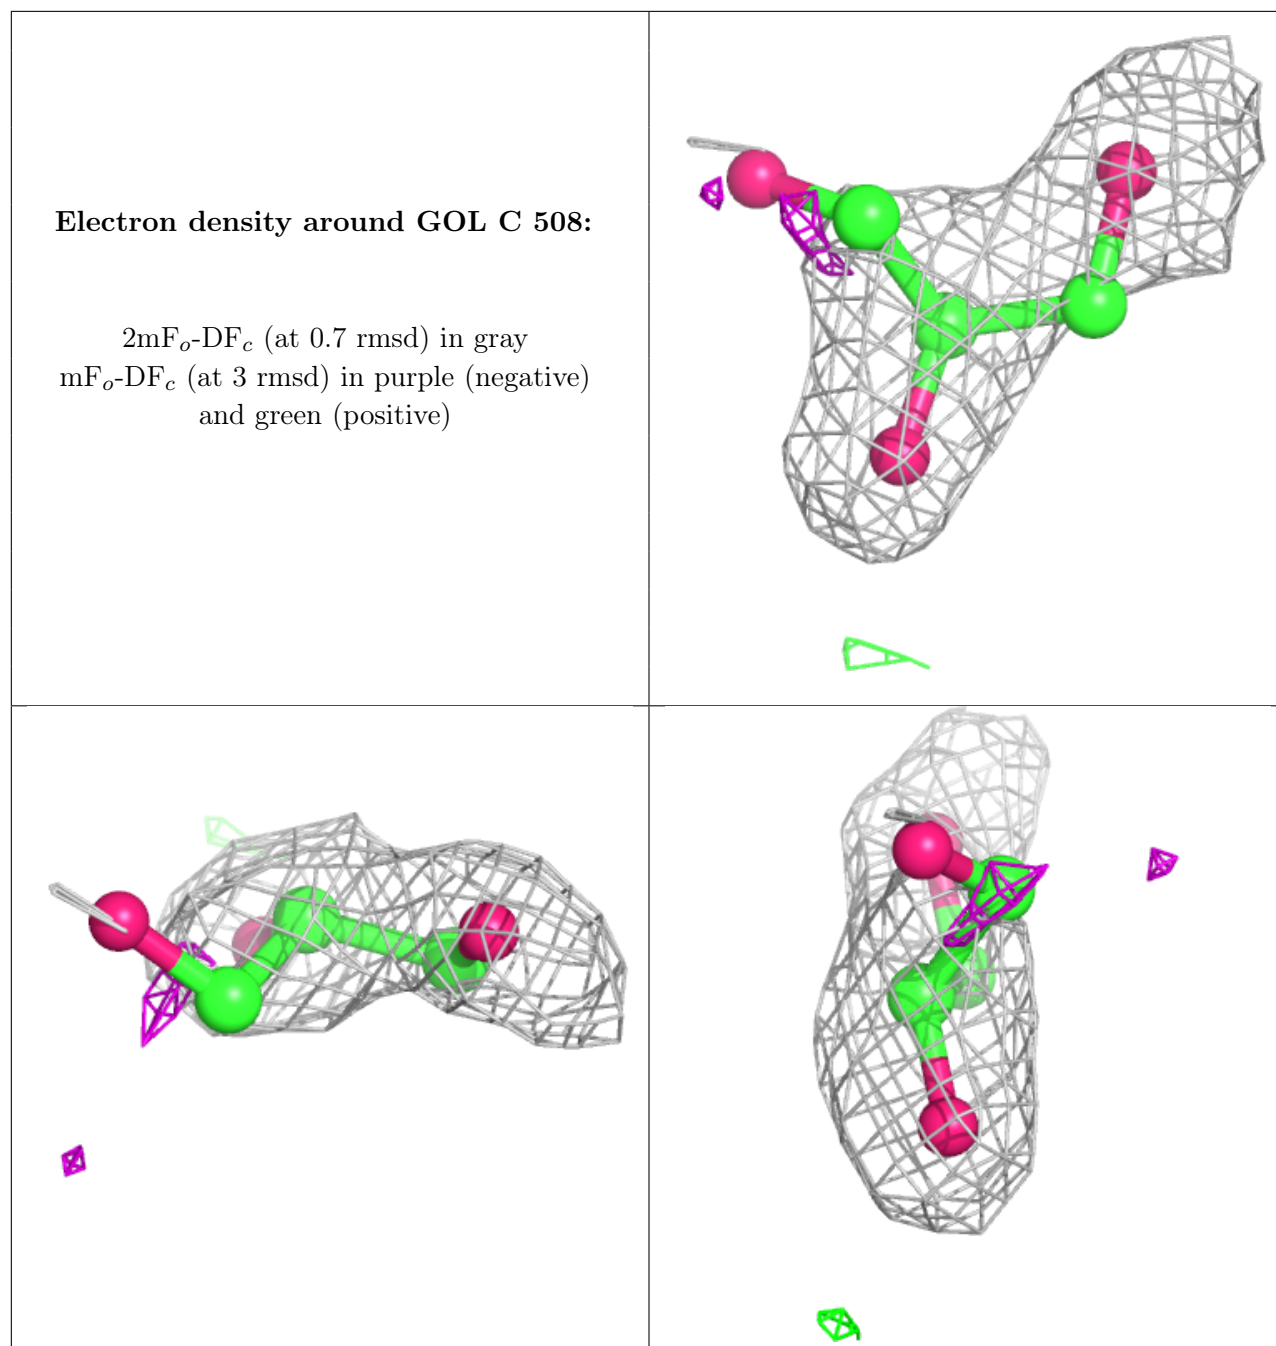 Electron density around GOL C 508:
2mFo-DFc (at 0.7 rmsd) in gray
mFo-DFc (at 3 rmsd) in purple (negative)
and green (positive)